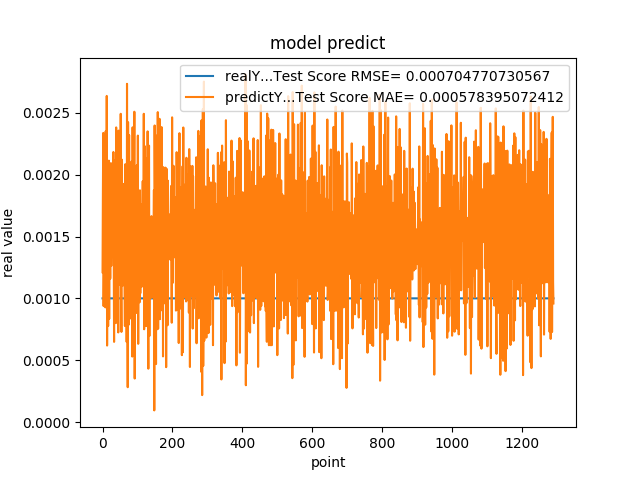 model predict
realY...Test Score RMSE= 0.000704770730567
predictY...Test Score MAE= 0.000578395072412
0.0025
0.0020
0.0015
0.0010
0.0005
0.0000
real value
0 200 400 600 800 1000 1200
point